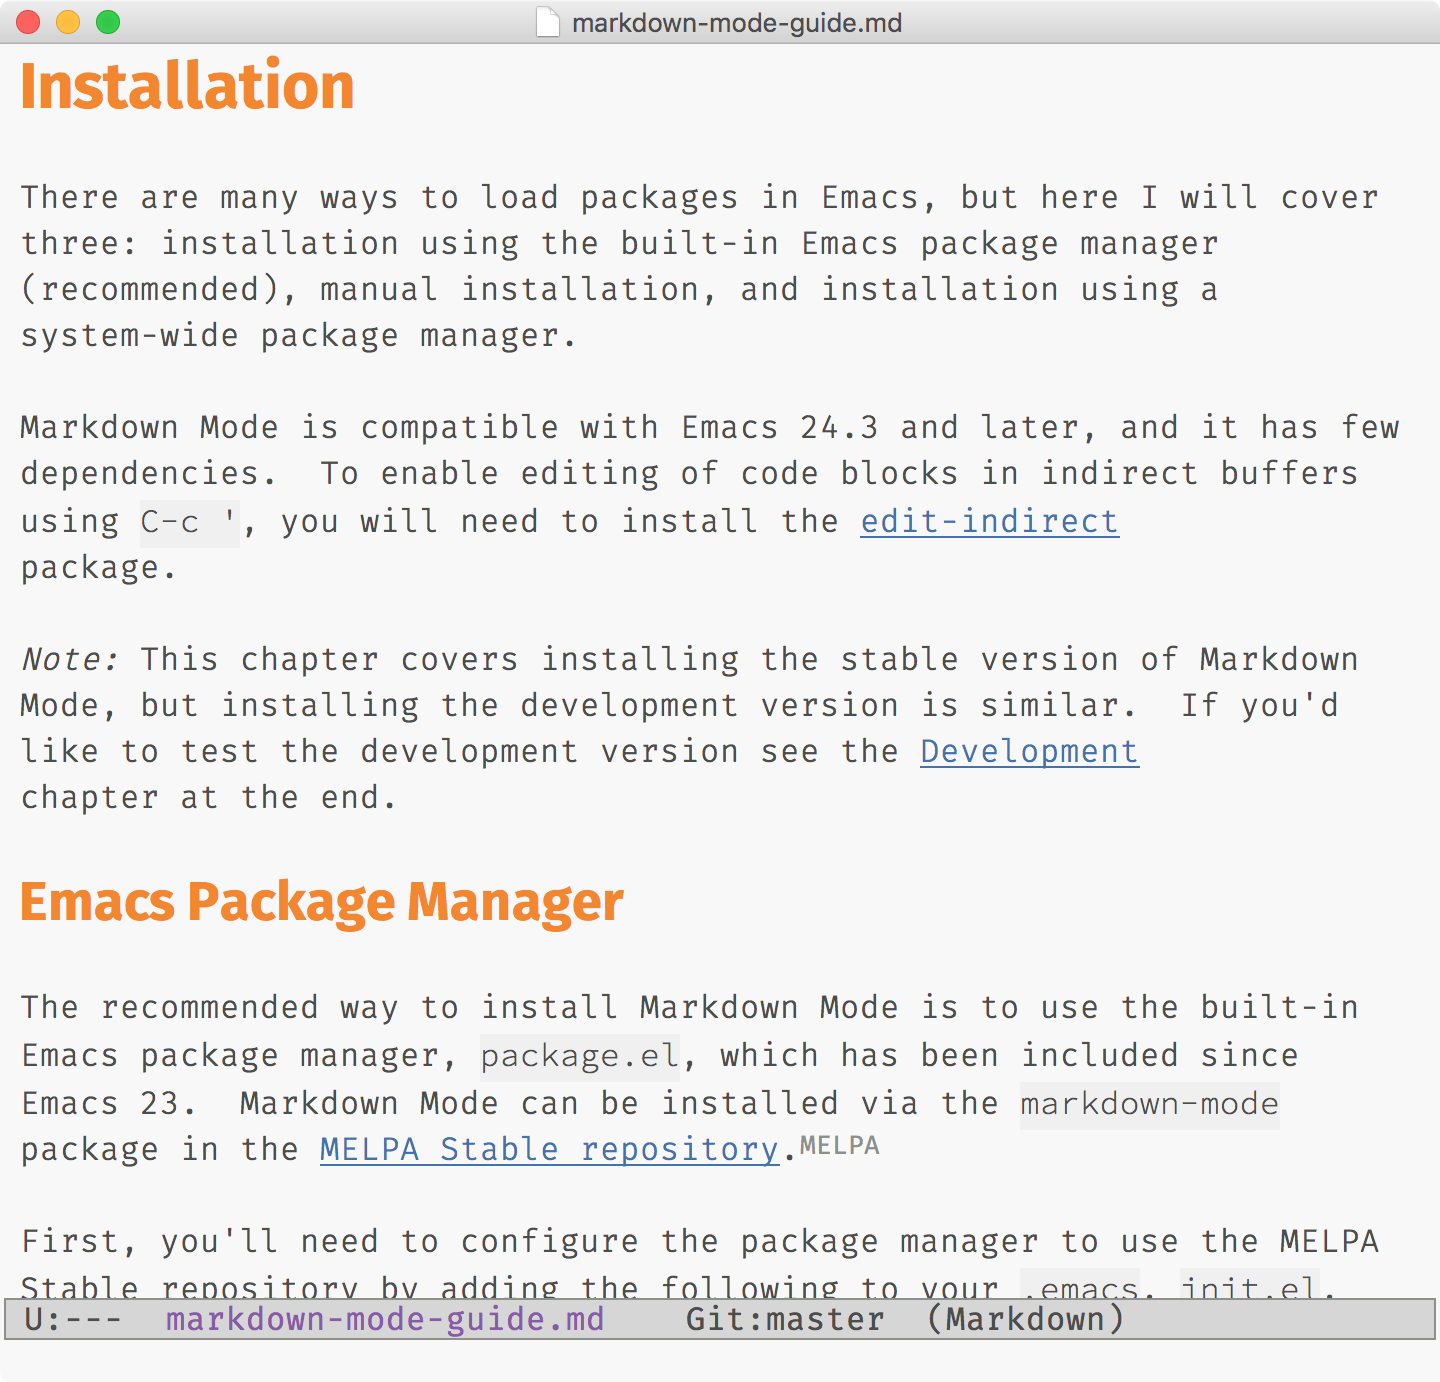 markdown-mode-guide.md
Installation
There are many ways to load packages in Emacs, but here I will cover
three: installation using the built-in Emacs package manager
(recommended), manual installation, and installation using a
system-wide package manager.
Markdown Mode is compatible with Emacs 24.3 and later, and it has few
dependencies.  To enable editing of code blocks in indirect buffers
using C-c ', you will need to install the edit-indirect
package.
Note: This chapter covers installing the stable version of Markdown
Mode, but installing the development version is similar.  If you'd
like to test the development version see the Development
chapter at the end.
Emacs Package Manager
The recommended way to install Markdown Mode is to use the built-in
Emacs package manager, package.el, which has been included since
Emacs 23.  Markdown Mode can be installed via the markdown-mode
package in the MELPA Stable repository.MELPA
First, you'll need to configure the package manager to use the MELPA
Stable repository by adding the following to your .emacs, init.el,
U:---  markdown-mode-guide.md    Git:master  (Markdown)